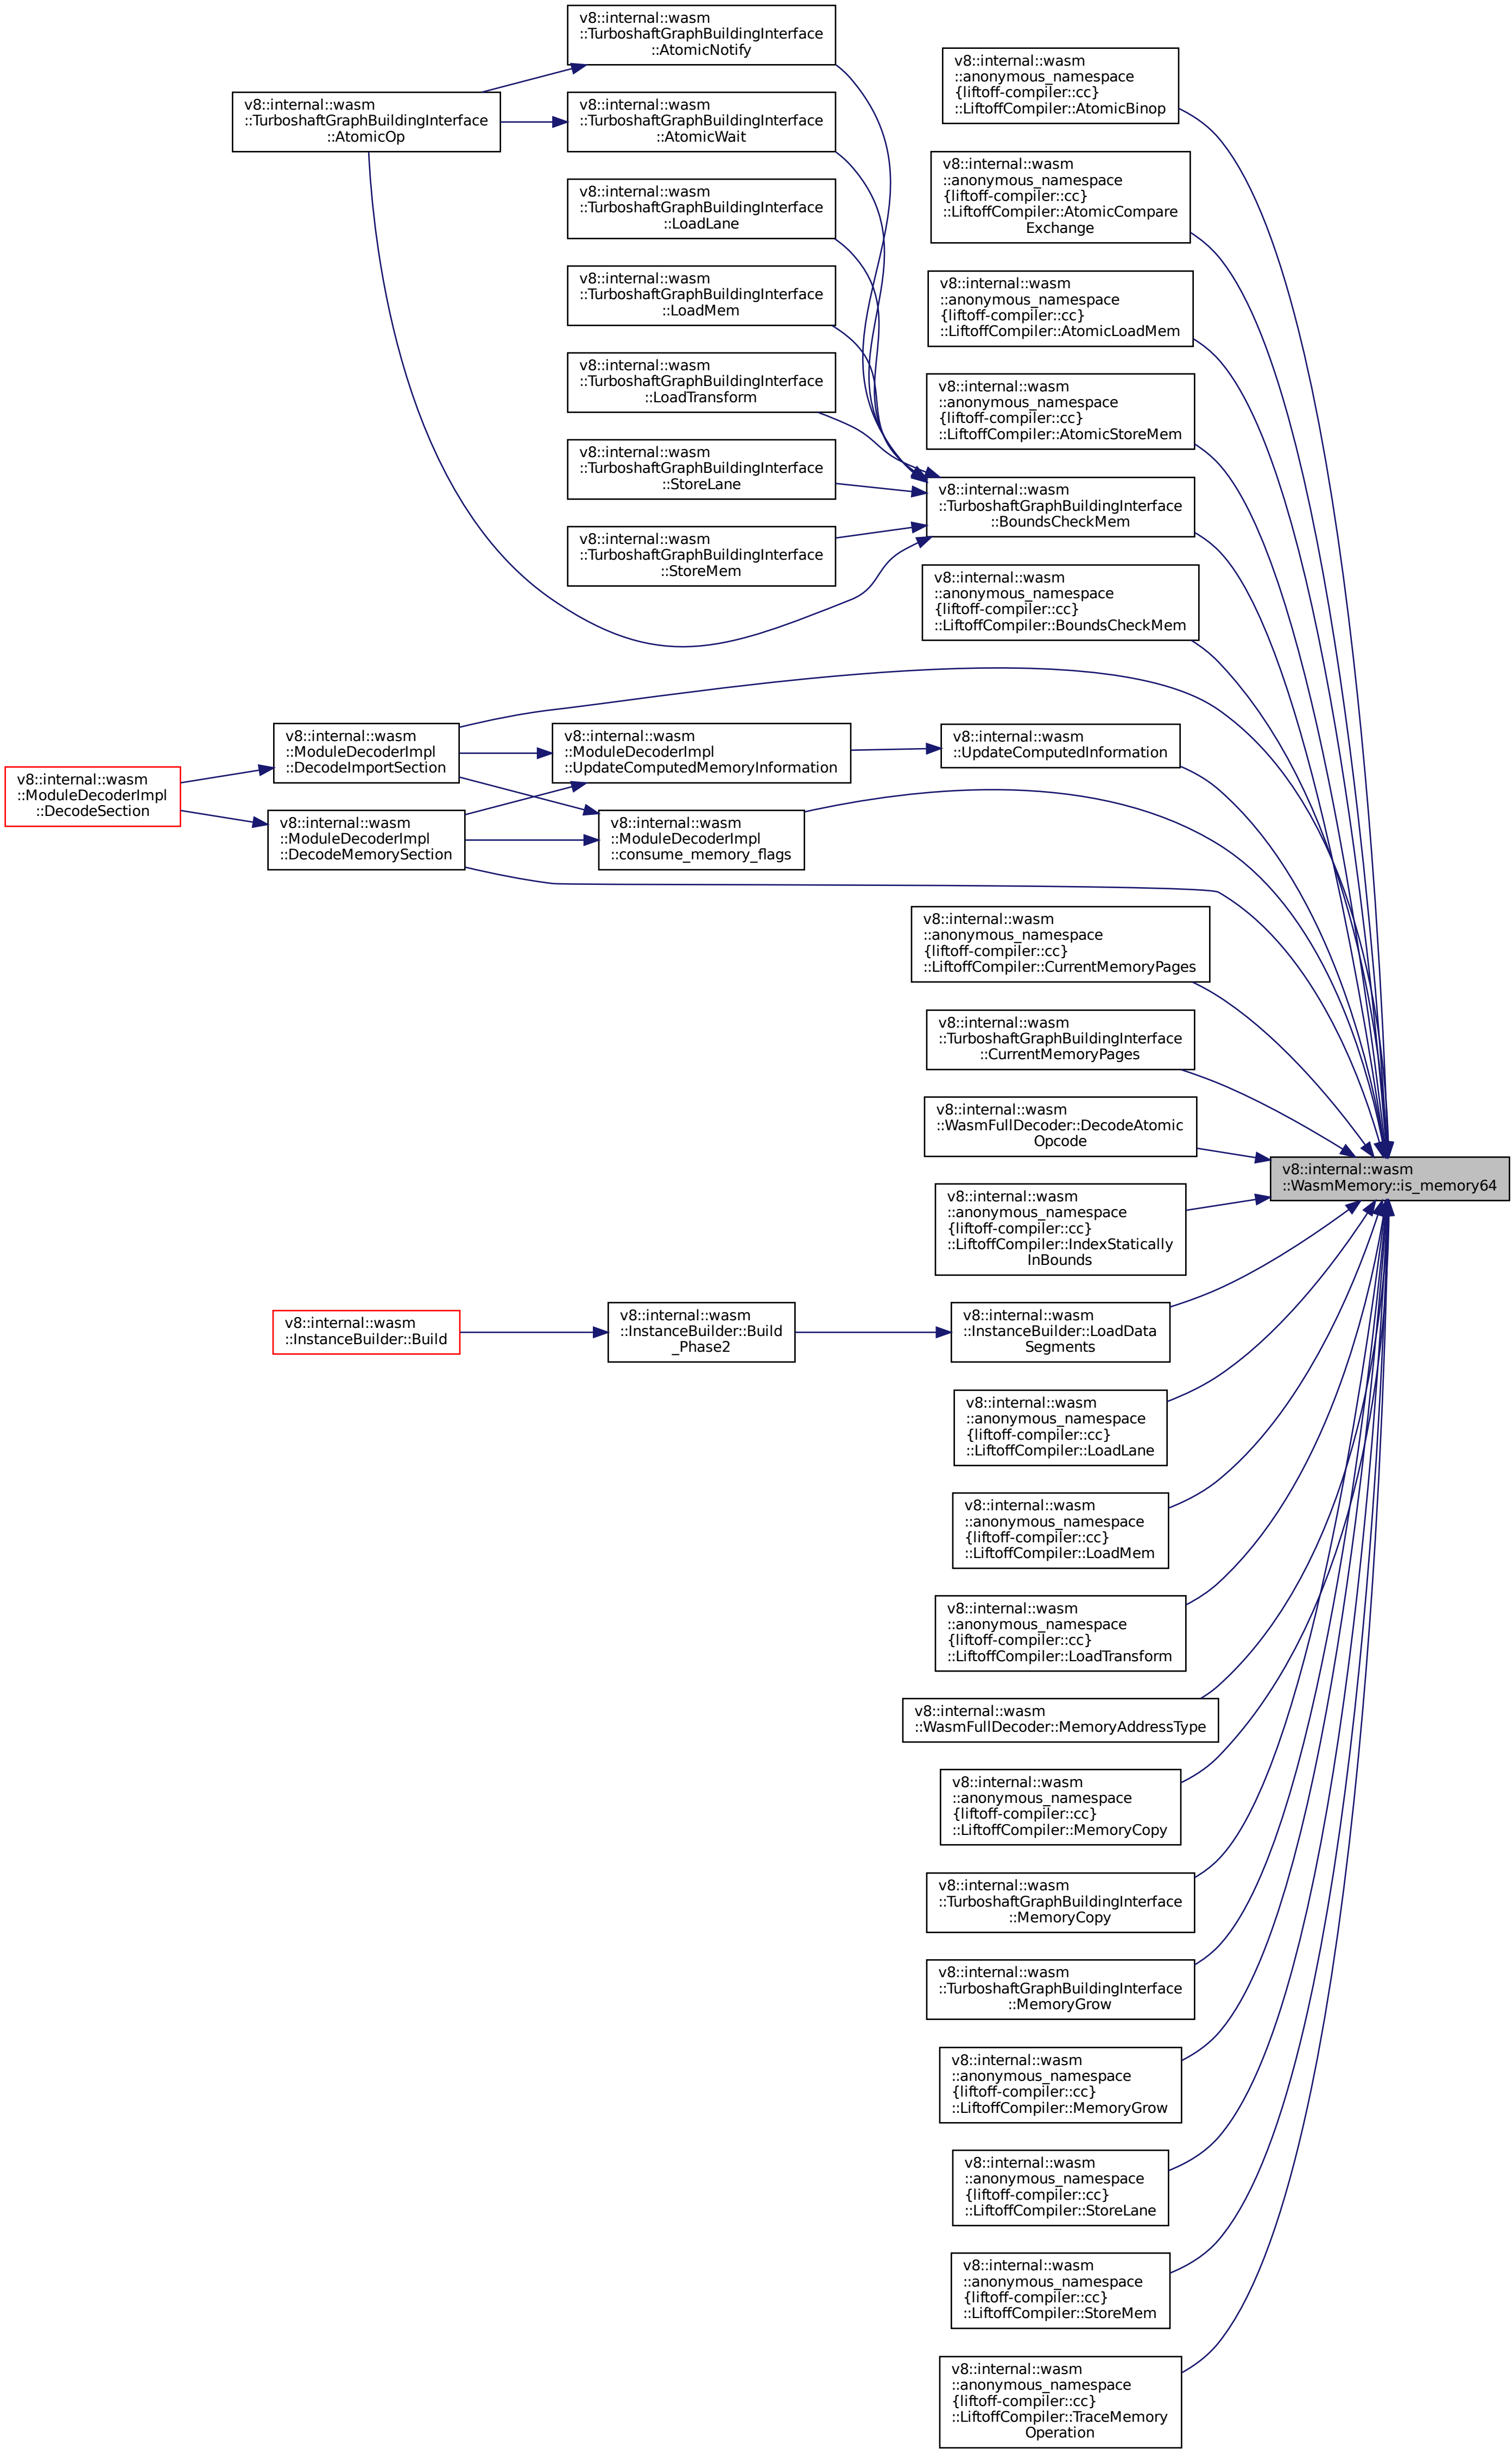 v8::internal::wasm
::TurboshaftGraphBuildingInterface
::AtomicNotify
v8::internal::wasm
::anonymous_namespace
{liftoff-compiler::cc}
::LiftoffCompiler::AtomicBinop
v8::internal::wasm
::TurboshaftGraphBuildingInterface
::AtomicOp
v8::internal::wasm
::TurboshaftGraphBuildingInterface
::AtomicWait
v8::internal::wasm
::anonymous_namespace
{liftoff-compiler::cc}
::LiftoffCompiler::AtomicCompare
Exchange
v8::internal::wasm
::TurboshaftGraphBuildingInterface
::LoadLane
v8::internal::wasm
::TurboshaftGraphBuildingInterface
::LoadMem
v8::internal::wasm
::anonymous_namespace
{liftoff-compiler::cc}
::LiftoffCompiler::AtomicLoadMem
v8::internal::wasm
::TurboshaftGraphBuildingInterface
::LoadTransform
v8::internal::wasm
::anonymous_namespace
{liftoff-compiler::cc}
::LiftoffCompiler::AtomicStoreMem
v8::internal::wasm
::TurboshaftGraphBuildingInterface
::StoreLane
v8::internal::wasm
::TurboshaftGraphBuildingInterface
::BoundsCheckMem
v8::internal::wasm
::TurboshaftGraphBuildingInterface
::StoreMem
v8::internal::wasm
::anonymous_namespace
{liftoff-compiler::cc}
::LiftoffCompiler::BoundsCheckMem
v8::internal::wasm
::ModuleDecoderImpl
::DecodeImportSection
v8::internal::wasm
::ModuleDecoderImpl
::UpdateComputedMemoryInformation
v8::internal::wasm
::UpdateComputedInformation
v8::internal::wasm
::ModuleDecoderImpl
::DecodeSection
v8::internal::wasm
::ModuleDecoderImpl
::DecodeMemorySection
v8::internal::wasm
::ModuleDecoderImpl
::consume_memory_flags
v8::internal::wasm
::anonymous_namespace
{liftoff-compiler::cc}
::LiftoffCompiler::CurrentMemoryPages
v8::internal::wasm
::TurboshaftGraphBuildingInterface
::CurrentMemoryPages
v8::internal::wasm
::WasmFullDecoder::DecodeAtomic
Opcode
v8::internal::wasm
::WasmMemory::is_memory64
v8::internal::wasm
::anonymous_namespace
{liftoff-compiler::cc}
::LiftoffCompiler::IndexStatically
InBounds
v8::internal::wasm
::InstanceBuilder::Build
v8::internal::wasm
::InstanceBuilder::Build
_Phase2
v8::internal::wasm
::InstanceBuilder::LoadData
Segments
v8::internal::wasm
::anonymous_namespace
{liftoff-compiler::cc}
::LiftoffCompiler::LoadLane
v8::internal::wasm
::anonymous_namespace
{liftoff-compiler::cc}
::LiftoffCompiler::LoadMem
v8::internal::wasm
::anonymous_namespace
{liftoff-compiler::cc}
::LiftoffCompiler::LoadTransform
v8::internal::wasm
::WasmFullDecoder::MemoryAddressType
v8::internal::wasm
::anonymous_namespace
{liftoff-compiler::cc}
::LiftoffCompiler::MemoryCopy
v8::internal::wasm
::TurboshaftGraphBuildingInterface
::MemoryCopy
v8::internal::wasm
::TurboshaftGraphBuildingInterface
::MemoryGrow
v8::internal::wasm
::anonymous_namespace
{liftoff-compiler::cc}
::LiftoffCompiler::MemoryGrow
v8::internal::wasm
::anonymous_namespace
{liftoff-compiler::cc}
::LiftoffCompiler::StoreLane
v8::internal::wasm
::anonymous_namespace
{liftoff-compiler::cc}
::LiftoffCompiler::StoreMem
v8::internal::wasm
::anonymous_namespace
{liftoff-compiler::cc}
::LiftoffCompiler::TraceMemory
Operation